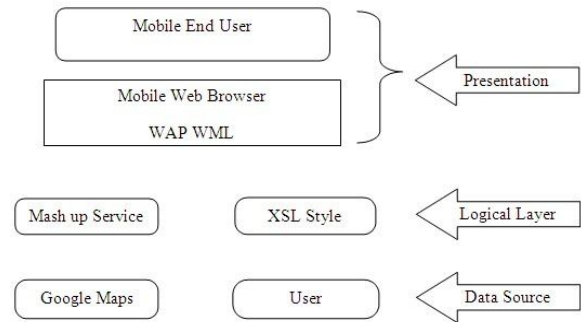 Mobile End User
Mobile Web Browser
WAP WML
Presentation
Mash up Service
XSL Style
Logical Layer
Google Maps
User
Data Source